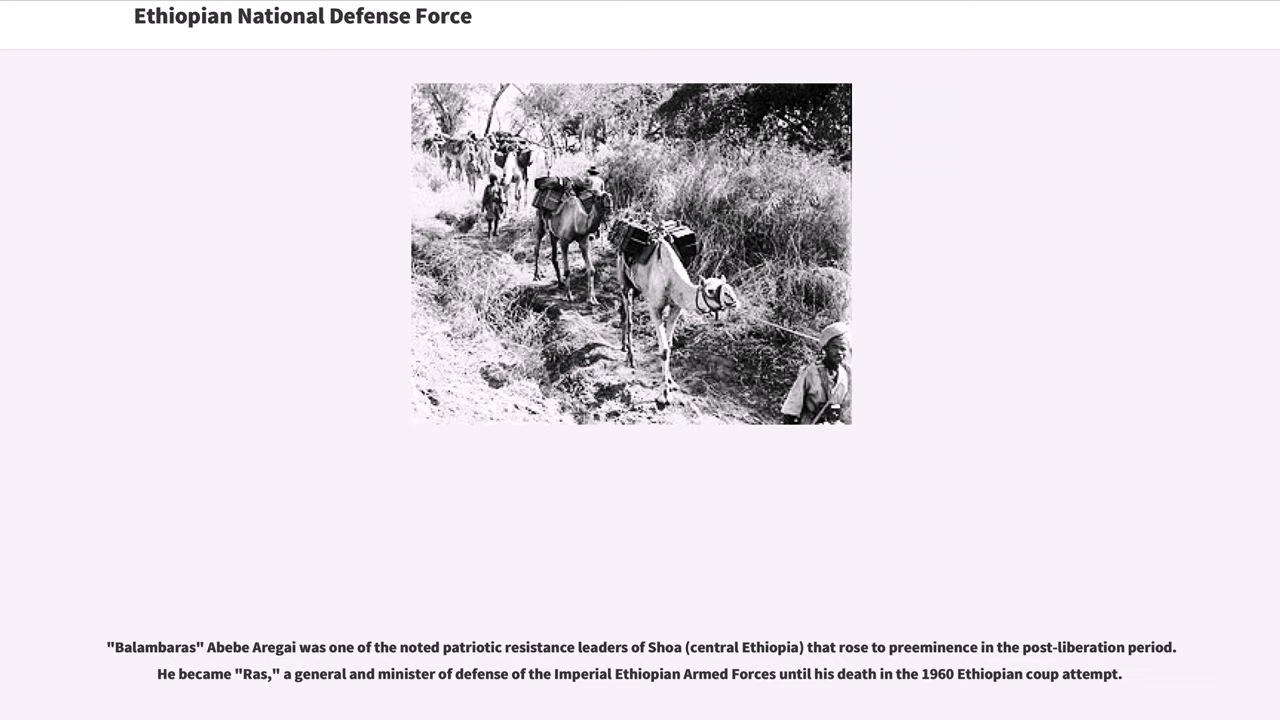 Ethiopian National Defense Force
"Balambaras" Abebe Aregai was one of the noted patriotic resistance leaders of Shoa (central Ethiopia) that rose to preeminence in the post-liberation period.
He became "Ras," a general and minister of defense of the Imperial Ethiopian Armed Forces until his death in the 1960 Ethiopian coup attempt.